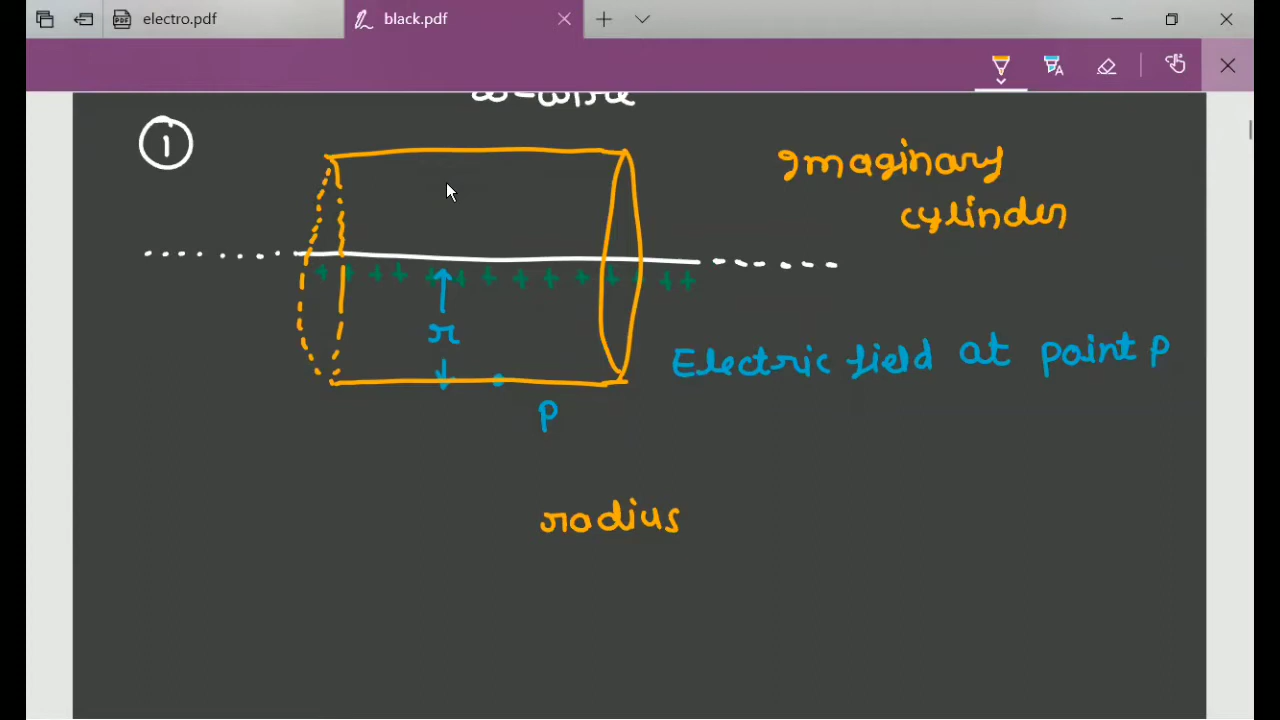 electro.pdf
black.pdf
1
Imaginary
cylinder
+ + + + + + + + + + + + + +
r
Electric field at point P
P
radius